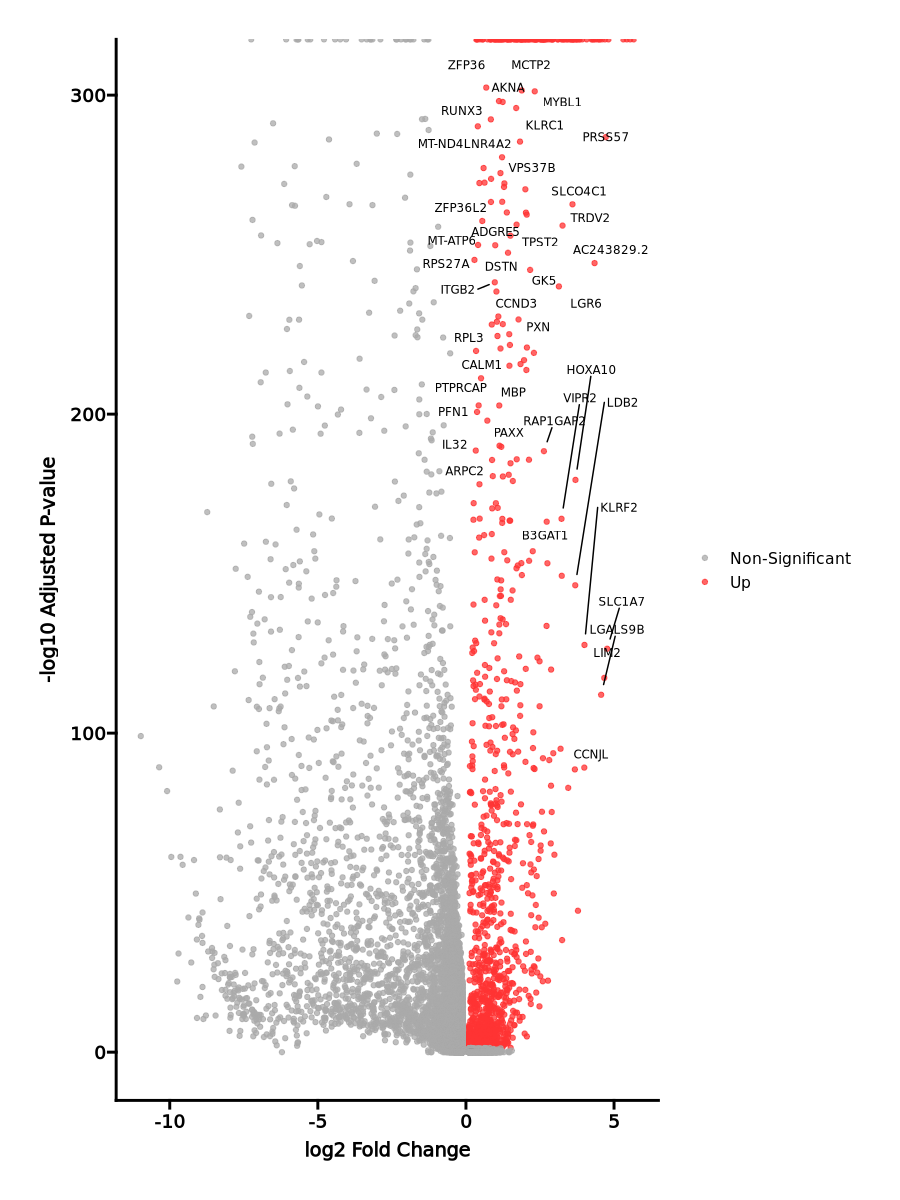 ZFP36 MCTP2
300
AKNA
MYBL1
RUNX3
KLRC1
PRSS57
MT-ND4LNR4A2
VPS37B
SLCO4C1
ZFP36L2
TRDV2
ADGRE5
MT-ATP6
TPST2
AC243829.2
RPS27A
DSTN
GK5
ITGB2
CCND3
LGR6
PXN
RPL3
CALM1
HOXA10
PTPRCAP
MBP
VIPR2
LDB2
PFN1
200
RAP1GAP2
PAXX
IL32
ARPC2
KLRF2
B3GAT1
Non-Significant
Up
SLC1A7
LGALS9B
LIM2
100
CCNJL
0
-log10 Adjusted P-value
-10 -5 0 5
log2 Fold Change